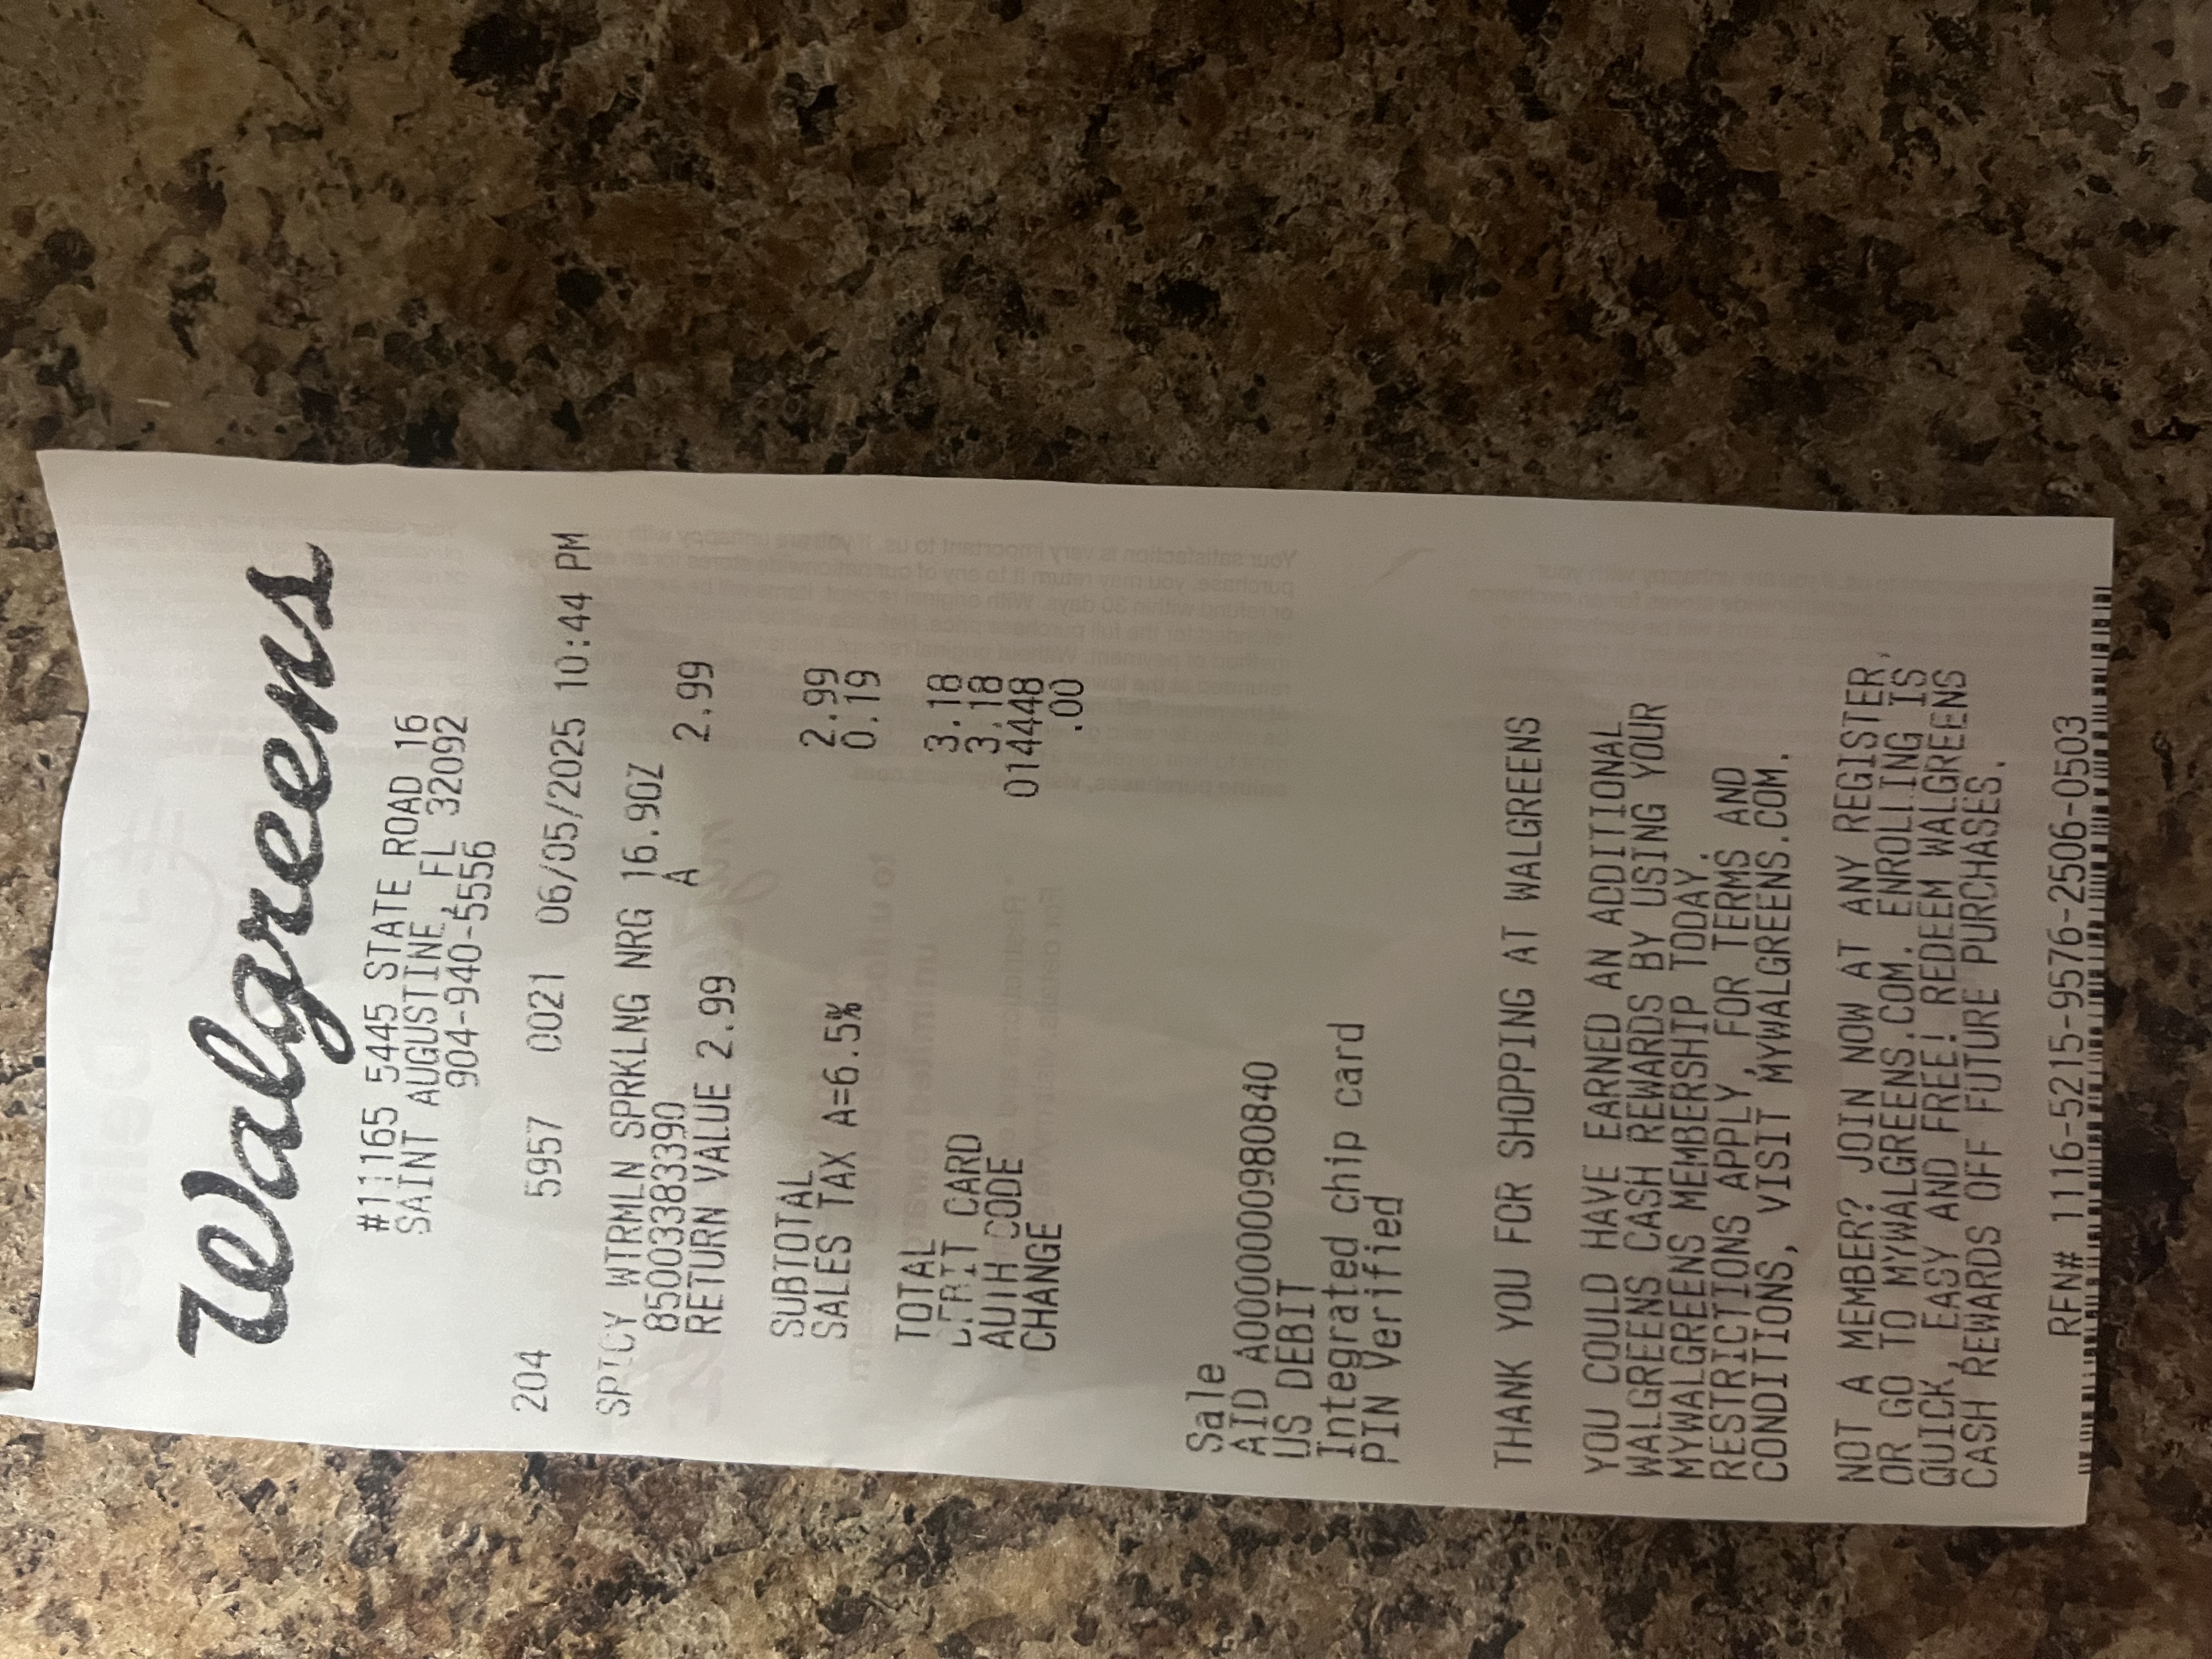 Walgreens
#11165 5445 STATE ROAD 16
SAINT AUGUSTINE, FL 32092
904-940-5556
204 5957 0021 06/05/2025 10:44 PM
SPICY WTRMLN SPRKLNG NRG 16.9OZ
85003383390 A 2.99
RETURN VALUE 2.99
SUBTOTAL 2.99
SALES TAX A=6.5% 0.19
TOTAL 3.18
DEBIT CARD 3.18
AUTH CODE 014448
CHANGE .00
Sale
AID A0000000980840
US DEBIT
Integrated chip card
PIN Verified
THANK YOU FOR SHOPPING AT WALGREENS
YOU COULD HAVE EARNED AN ADDITIONAL
WALGREENS CASH REWARDS BY USING YOUR
MYWALGREENS MEMBERSHIP TODAY.
RESTRICTIONS APPLY, FOR TERMS AND
CONDITIONS, VISIT MYWALGREENS.COM.
NOT A MEMBER? JOIN NOW AT ANY REGISTER,
OR GO TO MYWALGREENS.COM. ENROLLING IS
QUICK, EASY AND FREE! REDEEM WALGREENS
CASH REWARDS OFF FUTURE PURCHASES.
RFN# 1116-5215-9576-2506-0503